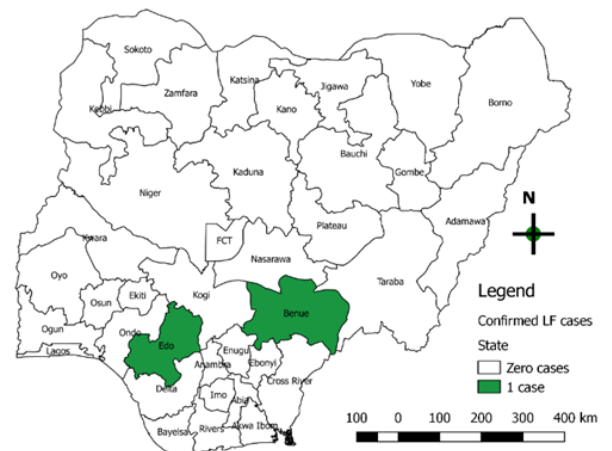 Sokoto
Katsina
Jigawa
Yobe
Borno
Kebbi
Zamfara
Kano
Bauchi
Gombe
Kaduna
Niger
Plateau
Adamawa
N
Kwara
FCT
Nasarawa
Taraba
Oyo
Osun
Ekiti
Kogi
Benue
Ogun
Ondo
Edo
Lagos
Enugu
Ebonyi
Anambra
Cross River
Delta
Imo
Abia
Bayelsa
Rivers
Akwa Ibom
Legend
Confirmed LF cases
State
Zero cases
1 case
100 0 100 200 300 400 km